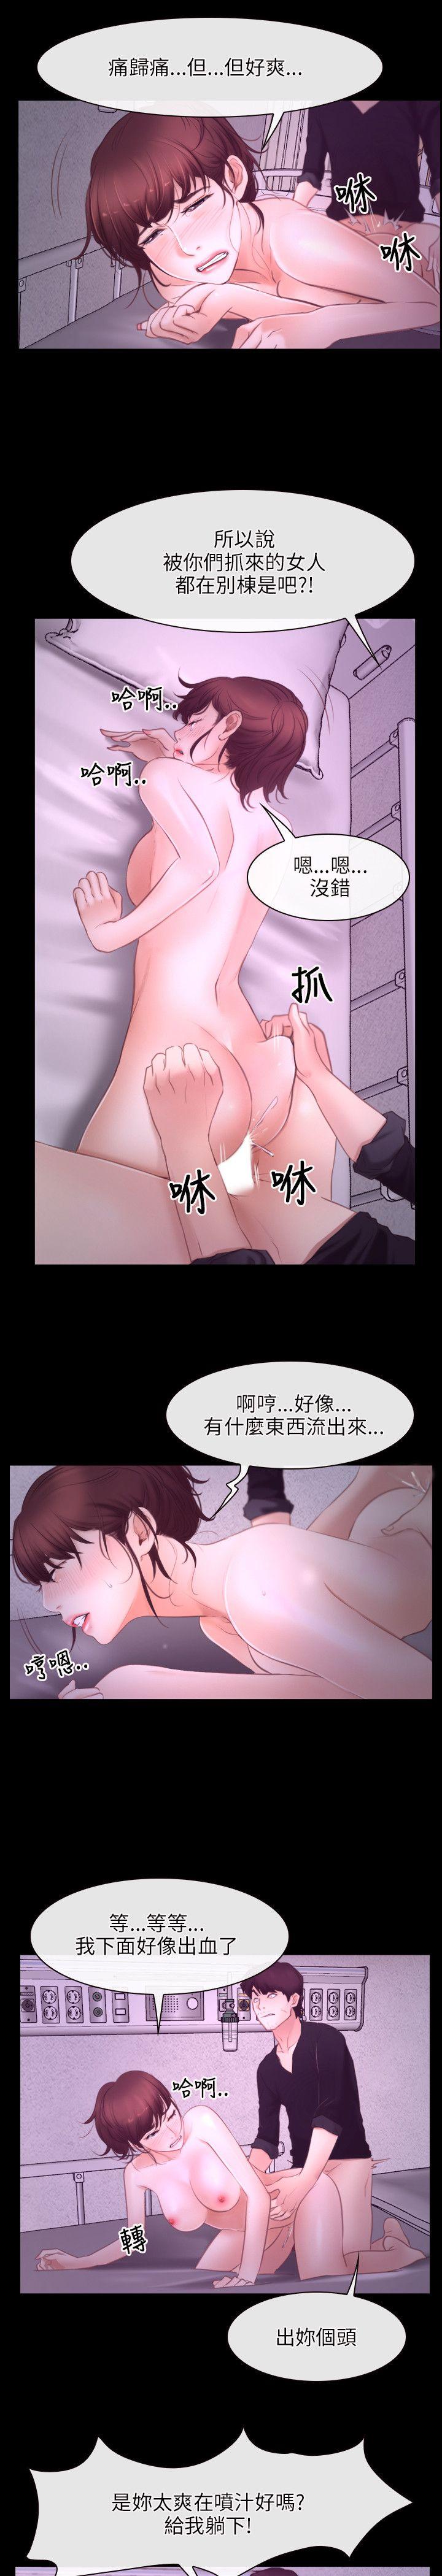 痛歸痛...但...但好爽...
咻
咻
所以說
被你們抓來的女人
都在別棟是吧?!
哈啊..
哈啊..
嗯...嗯...
沒錯
抓
咻
咻
啊哼...好像...
有什麼東西流出來...
哼嗯..
等...等等...
我下面好像出血了
哈啊..
轉
出妳個頭
是妳太爽在噴汁好嗎?
給我躺下!